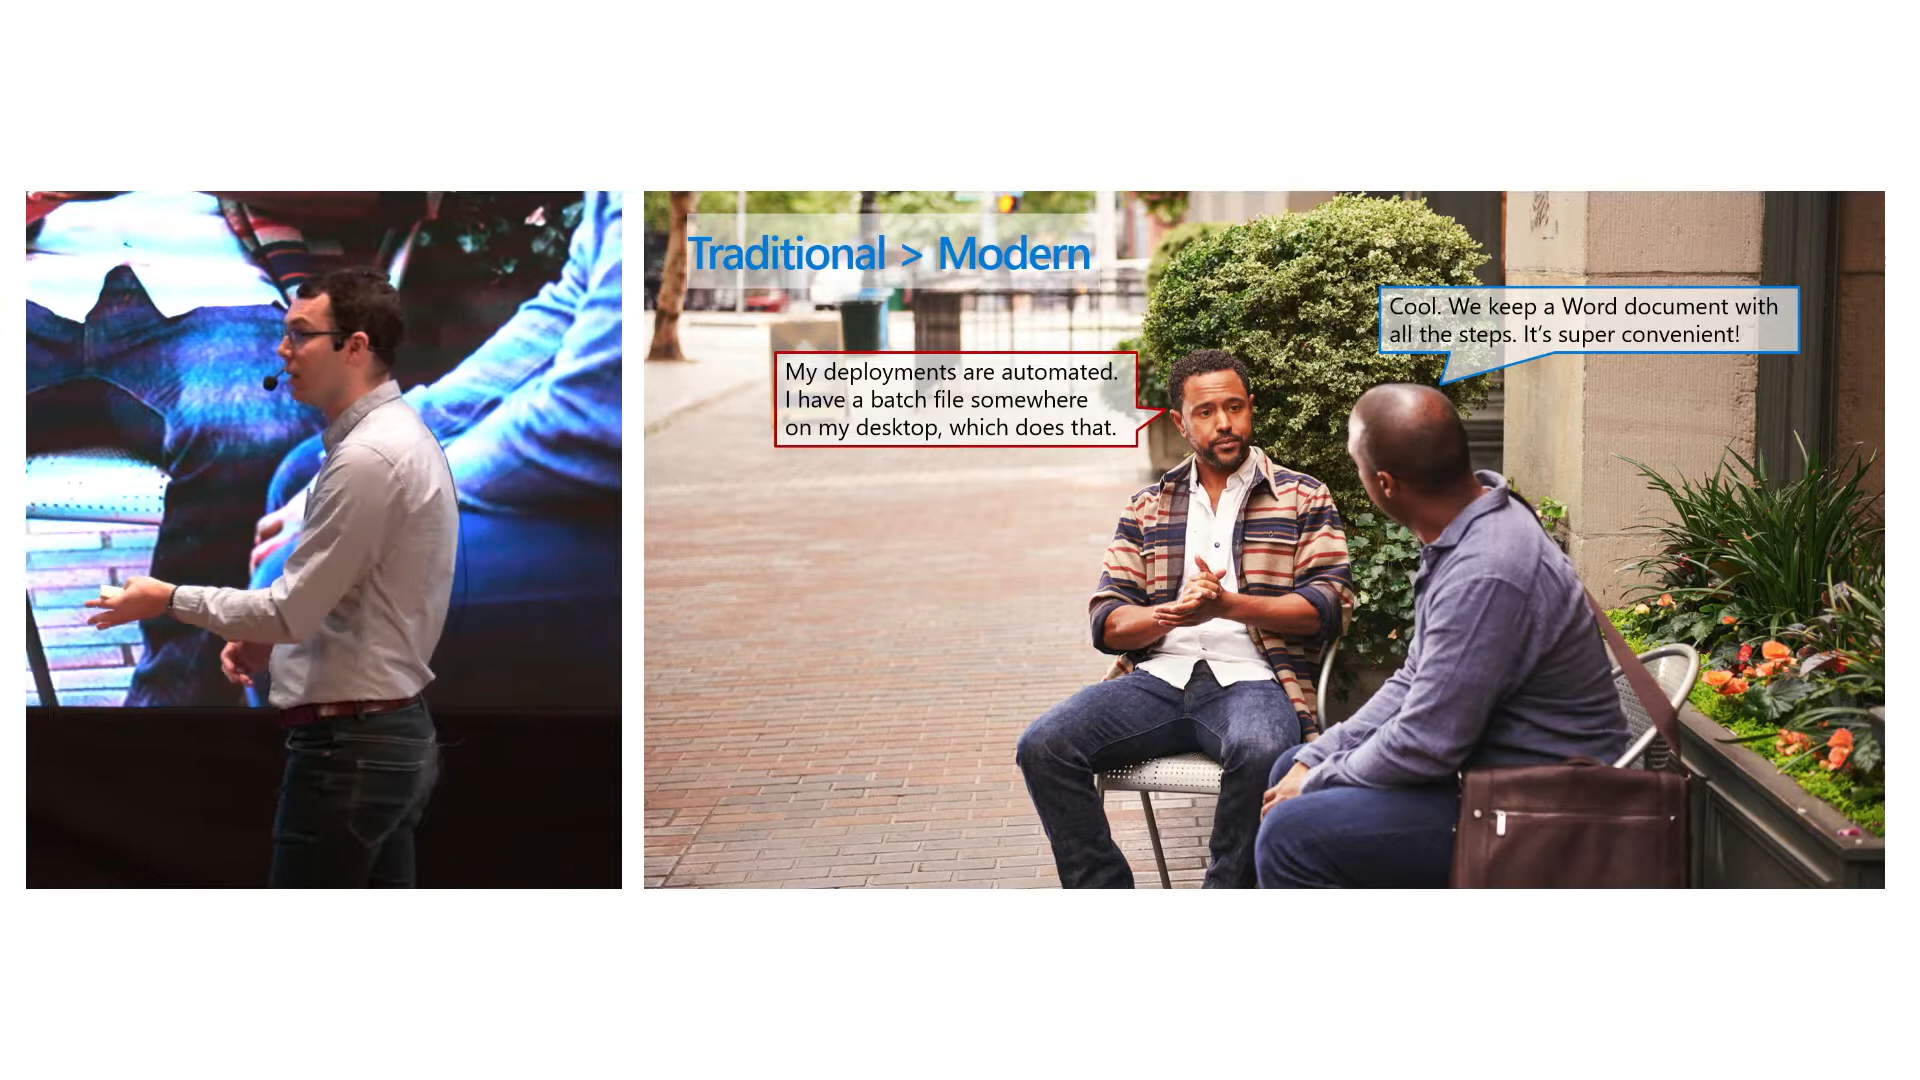 Traditional > Modern
My deployments are automated.
I have a batch file somewhere
on my desktop, which does that.
Cool. We keep a Word document with
all the steps. It's super convenient!